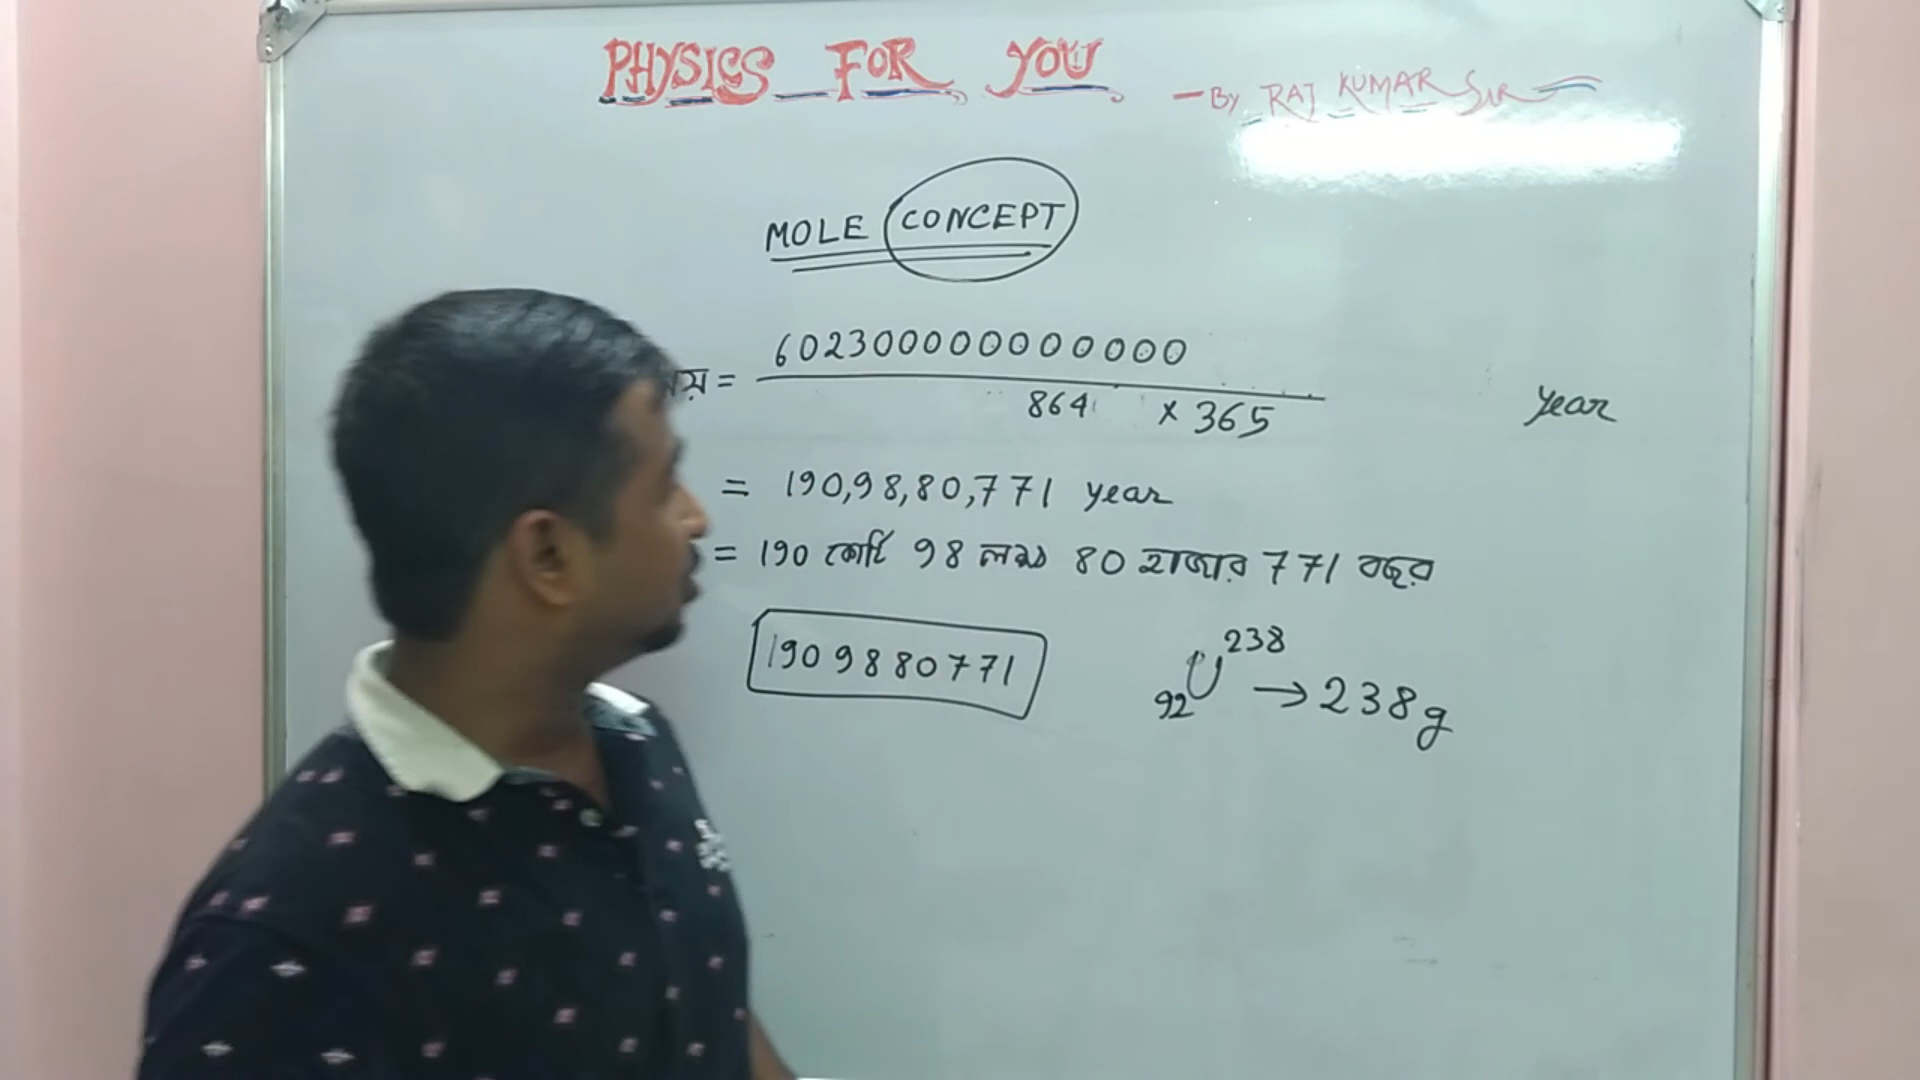 PHYSICS FOR YOU
- By RAJ KUMAR SIR
MOLE CONCEPT
= 602300000000000
864 × 365
year
= 190,98,80,771 year
= 190 কোটি 98 লক্ষ 80 হাজার 771 বছর
1909880771
92 U 238 → 238g